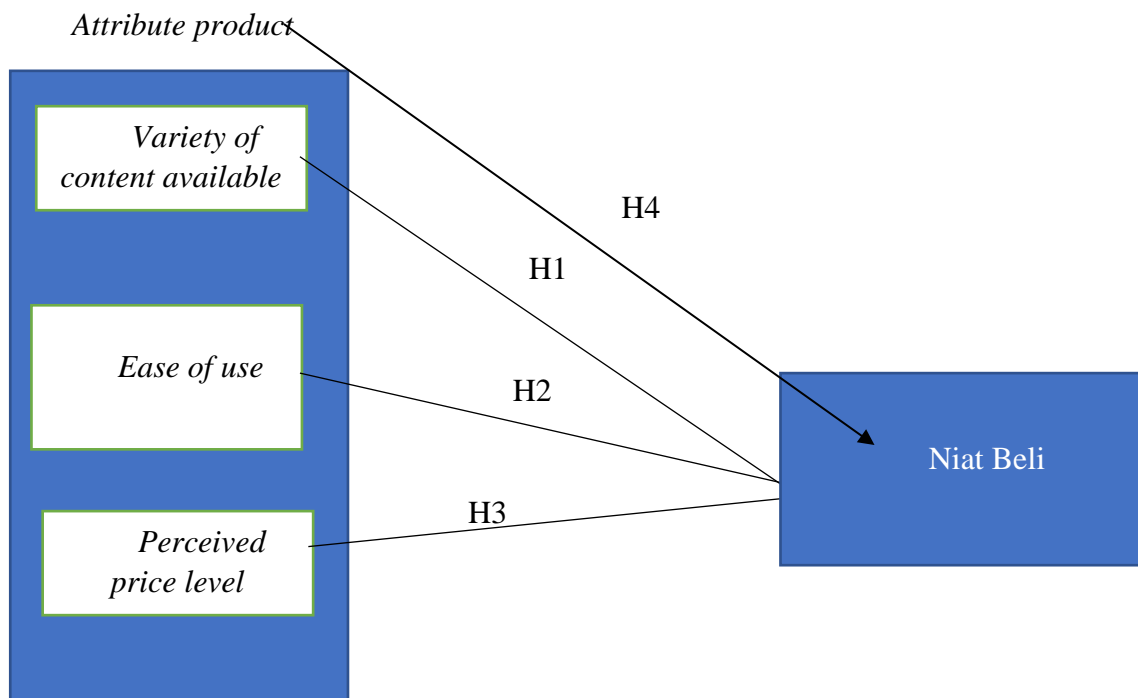 Attribute product
Variety of
content available
H4
H1
Ease of use
H2
Niat Beli
H3
Perceived
price level